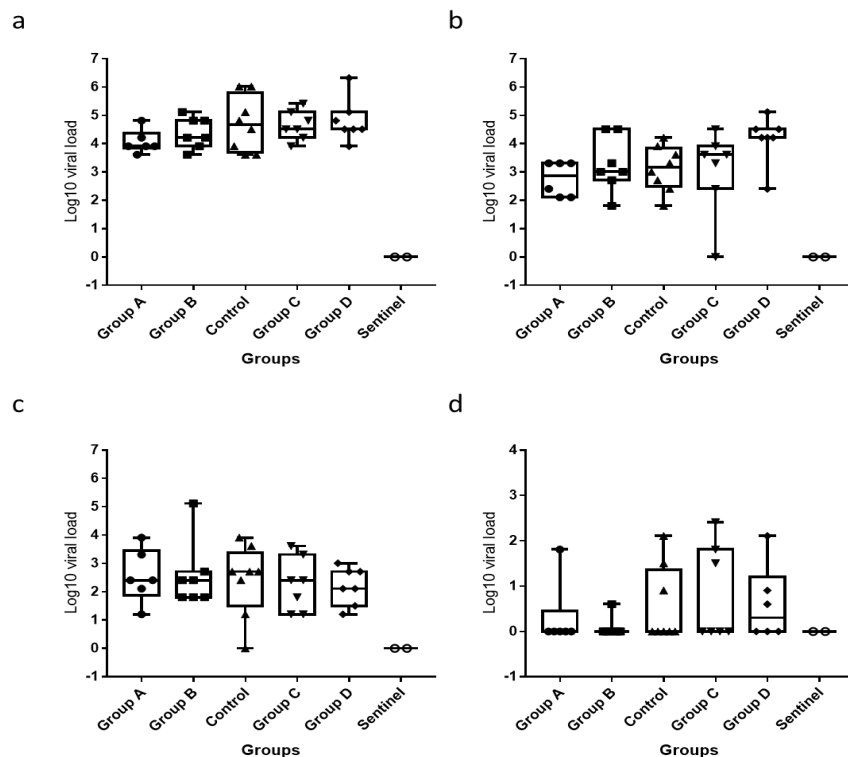 a
7
6
5
4
3
2
1
0
-1
Log10 viral load
Group A
Group B
Control
Group C
Group D
Sentinel
Groups
b
7
6
5
4
3
2
1
0
-1
Log10 viral load
Group A
Group B
Control
Group C
Group D
Sentinel
Groups
c
7
6
5
4
3
2
1
0
-1
Log10 viral load
Group A
Group B
Control
Group C
Group D
Sentinel
Groups
d
4
3
2
1
0
-1
Log10 viral load
Group A
Group B
Control
Group C
Group D
Sentinel
Groups